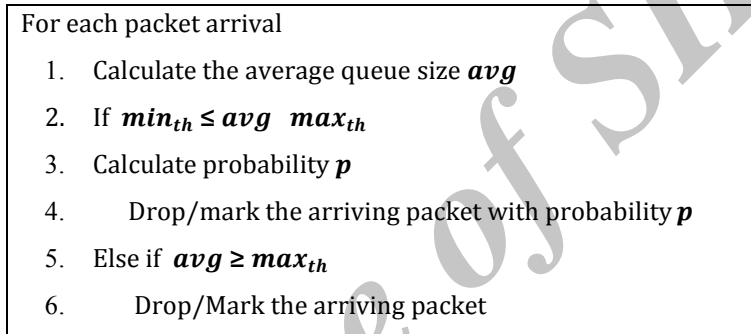 For each packet arrival
1. Calculate the average queue size avg
2. If min_th ≤ avg max_th
3. Calculate probability p
4. Drop/mark the arriving packet with probability p
5. Else if avg ≥ max_th
6. Drop/Mark the arriving packet
of SI
e